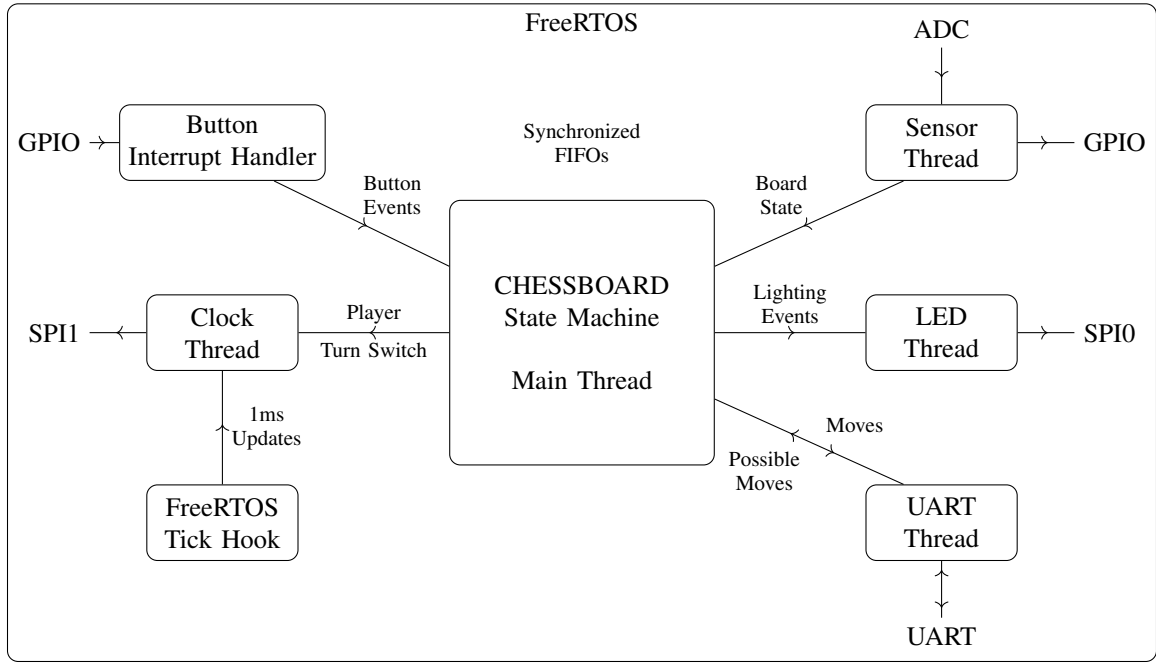 FreeRTOS
ADC
GPIO
Button
Interrupt Handler
Synchronized
FIFOs
Sensor
Thread
GPIO
Button
Events
Board
State
CHESSBOARD
State Machine
Main Thread
SPI1
Clock
Thread
Player
Turn Switch
Lighting
Events
LED
Thread
SPI0
1ms
Updates
Moves
Possible
Moves
FreeRTOS
Tick Hook
UART
Thread
UART